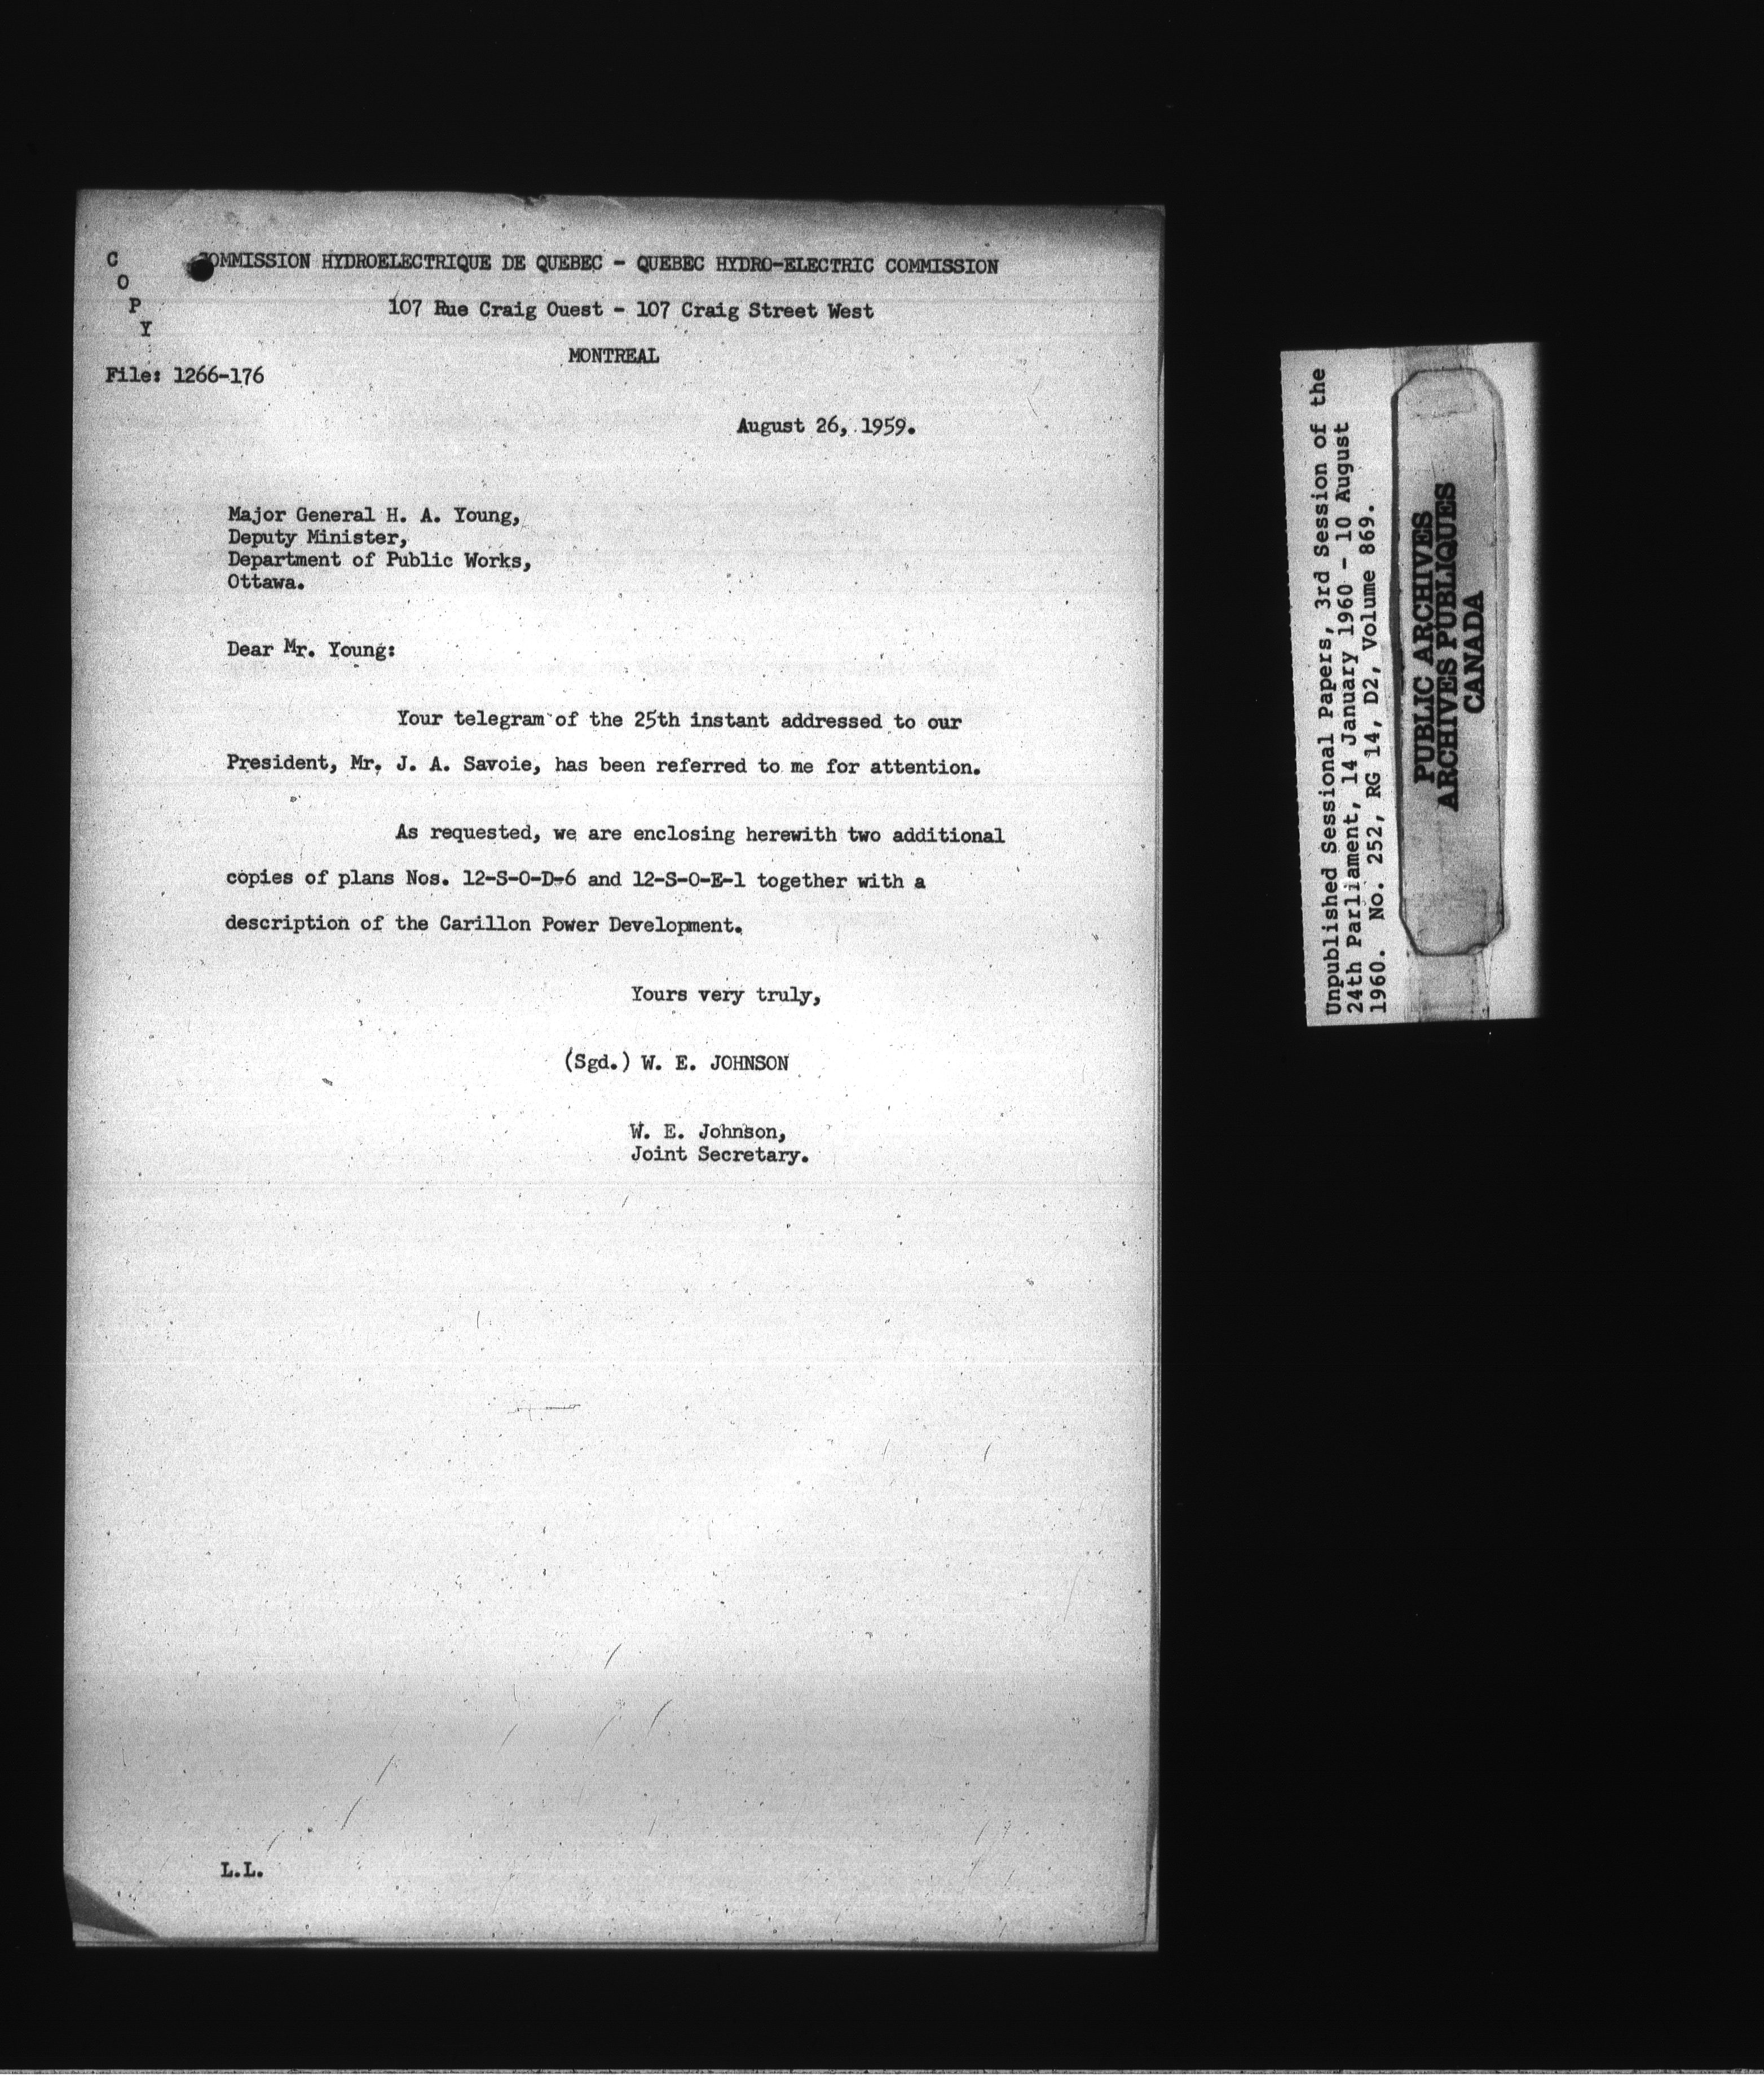 C
O
P
Y
COMMISSION HYDROELECTRIQUE DE QUEBEC - QUEBEC HYDRO-ELECTRIC COMMISSION
107 Rue Craig Ouest - 107 Craig Street West
MONTREAL
File: 1266-176
August 26, 1959.
Major General H. A. Young,
Deputy Minister,
Department of Public Works,
Ottawa.
Dear Mr. Young:
Your telegram of the 25th instant addressed to our
President, Mr. J. A. Savoie, has been referred to me for attention.
As requested, we are enclosing herewith two additional
copies of plans Nos. 12-S-O-D-6 and 12-S-O-E-1 together with a
description of the Carillon Power Development.
Yours very truly,
(Sgd.) W. E. JOHNSON
W. E. Johnson,
Joint Secretary.
L.L.
Unpublished Sessional Papers, 3rd Session of the
24th Parliament, 14 January 1960 - 10 August
1960. No. 252, RG 14, D2, Volume 869.
PUBLIC ARCHIVES
ARCHIVES PUBLIQUES
CANADA